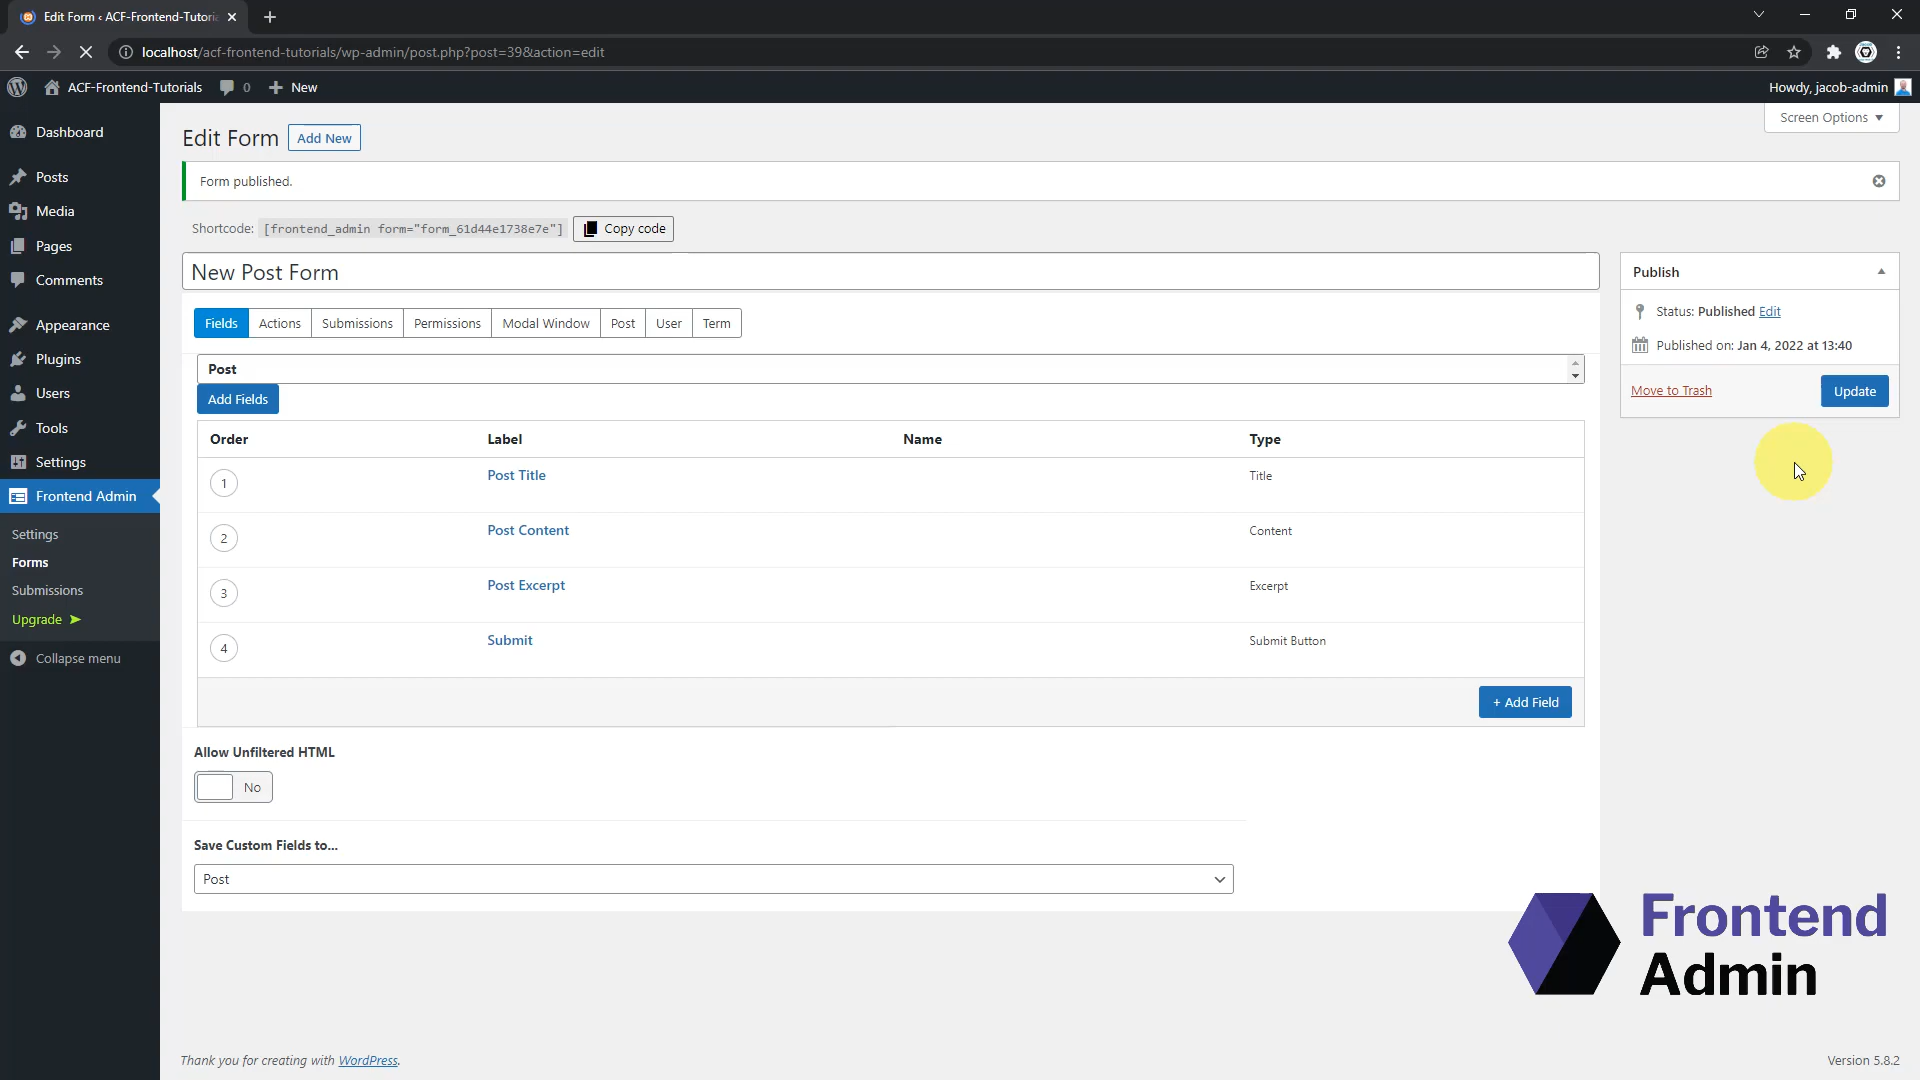 Edit Form ‹ ACF-Frontend-Tutoria
localhost/acf-frontend-tutorials/wp-admin/post.php?post=39&action=edit
ACF-Frontend-Tutorials 0 + New Howdy, jacob-admin
Screen Options
Dashboard
Posts
Media
Pages
Comments
Appearance
Plugins
Users
Tools
Settings
Frontend Admin
Settings
Forms
Submissions
Upgrade ➤
Collapse menu
Edit Form Add New
Form published.
Shortcode: [frontend_admin form="form_61d44e1738e7e"] Copy code
New Post Form
Fields Actions Submissions Permissions Modal Window Post User Term
Post
Add Fields
Order Label Name Type
1 Post Title Title
2 Post Content Content
3 Post Excerpt Excerpt
4 Submit Submit Button
+ Add Field
Allow Unfiltered HTML
No
Save Custom Fields to...
Post
Publish
Status: Published Edit
Published on: Jan 4, 2022 at 13:40
Move to Trash Update
Frontend
Admin
Thank you for creating with WordPress.
Version 5.8.2